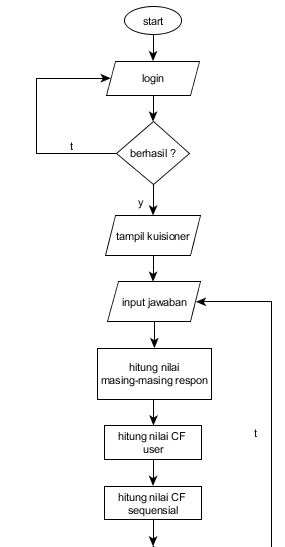 start
login
berhasil ?
t
y
tampil kuisioner
input jawaban
hitung nilai
masing-masing respon
t
hitung nilai CF
user
hitung nilai CF
sequensial